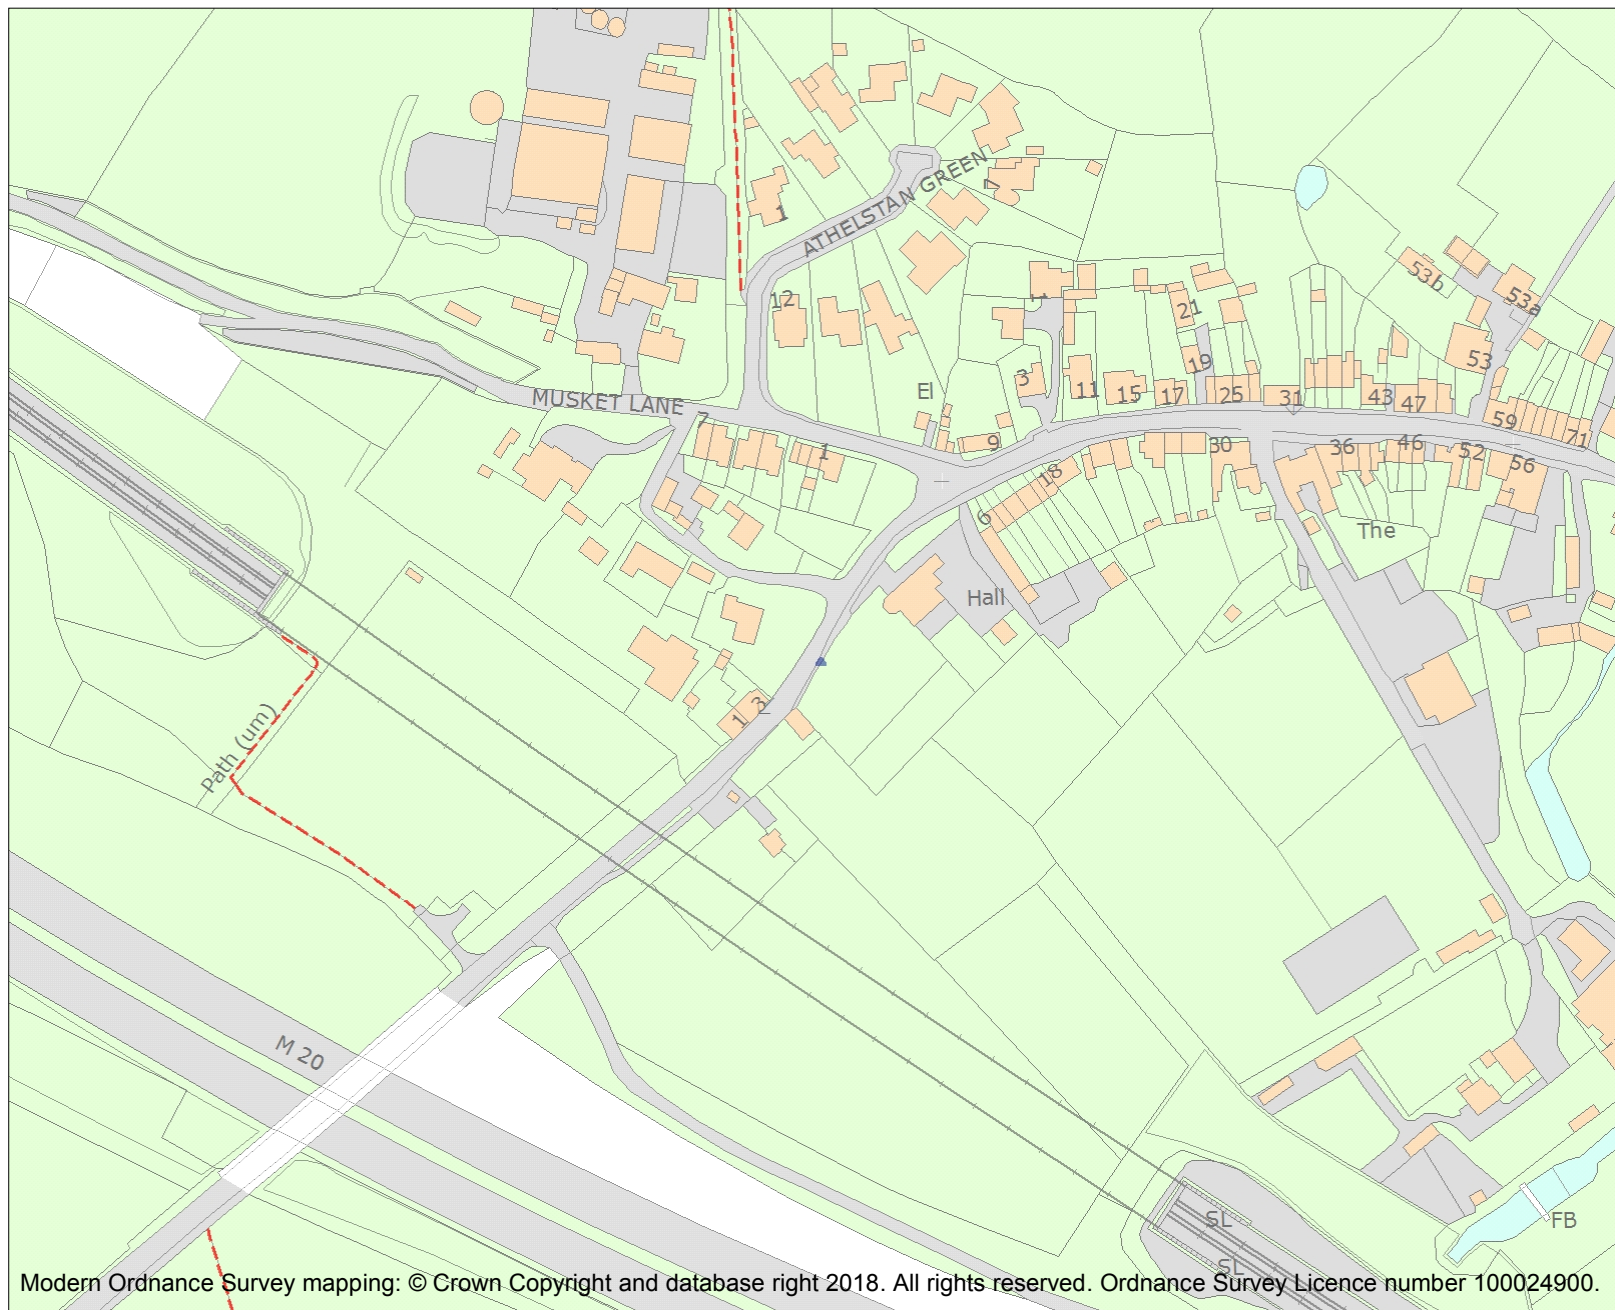 ATHELSTAN GREEN
1
7
12
1
53b
53a
21
19
53
3
11
15
17
25
31
43
47
El
MUSKET LANE
7
1
9
59
71
30
36
46
52
56
18
6
The
Hall
1
3
Path (um)
M 20
SL
SL
FB
Modern Ordnance Survey mapping: © Crown Copyright and database right 2018. All rights reserved. Ordnance Survey Licence number 100024900.